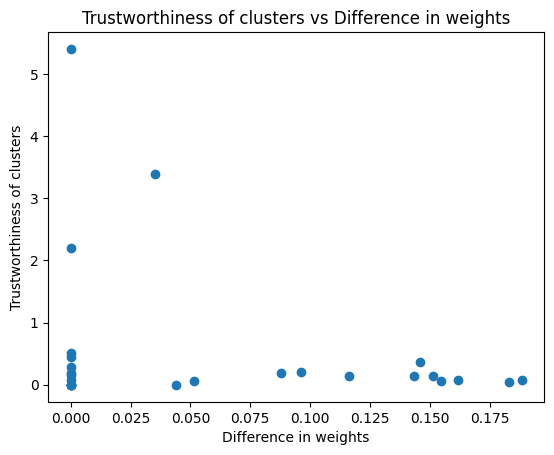 Trustworthiness of clusters vs Difference in weights
Trustworthiness of clusters
5
4
3
2
1
0
0.000 0.025 0.050 0.075 0.100 0.125 0.150 0.175
Difference in weights